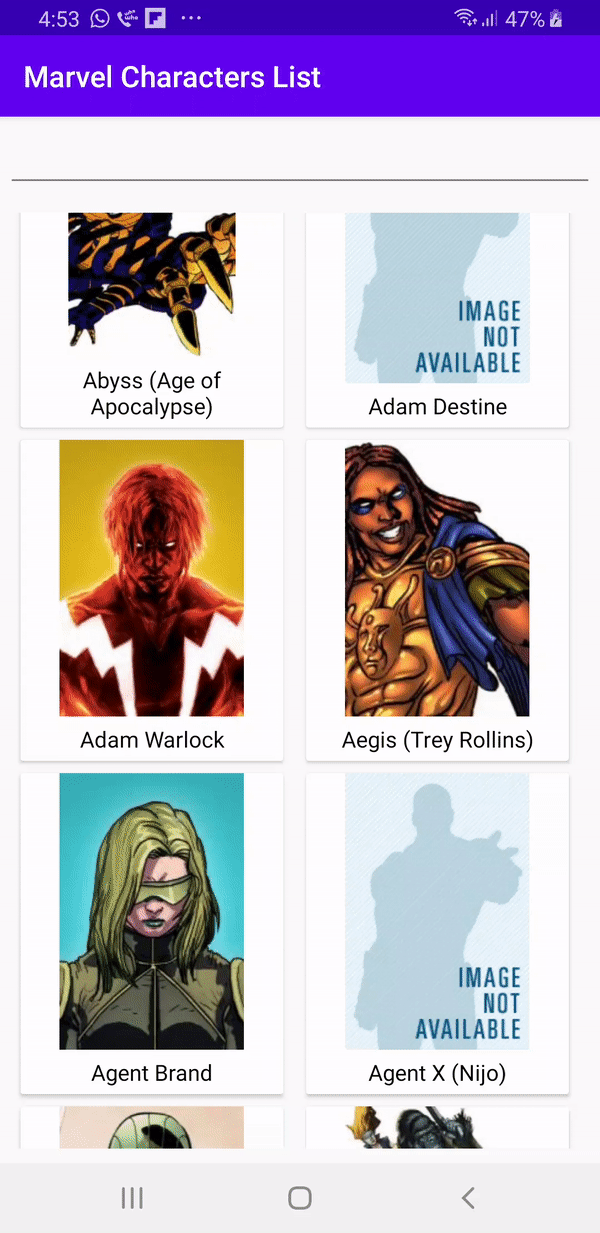 4:53
47%
Marvel Characters List
IMAGE
NOT
AVAILABLE
Abyss (Age of
Apocalypse)
Adam Destine
Adam Warlock
Aegis (Trey Rollins)
IMAGE
NOT
AVAILABLE
Agent Brand
Agent X (Nijo)